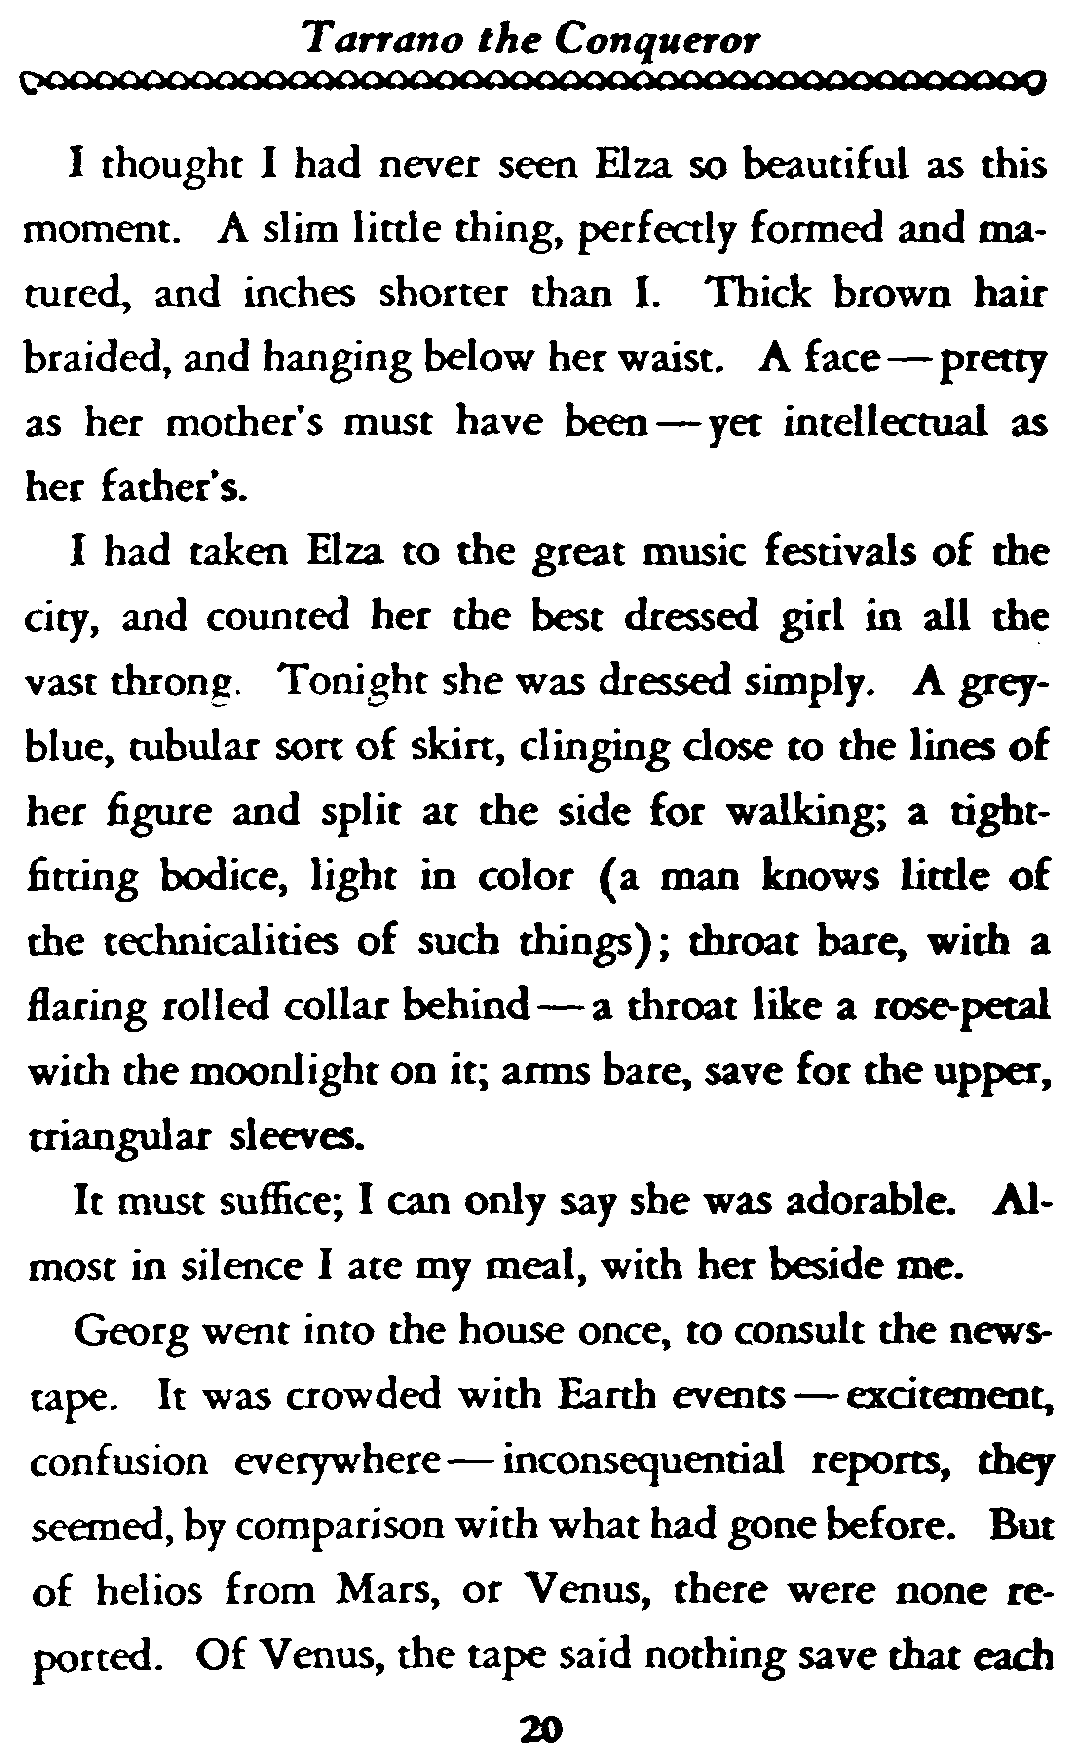 Tarrano the Conqueror
I thought I had never seen Elza so beautiful as this
moment. A slim little thing, perfectly formed and ma-
tured, and inches shorter than I. Thick brown hair
braided, and hanging below her waist. A face—pretty
as her mother's must have been—yet intellectual as
her father's.
I had taken Elza to the great music festivals of the
city, and counted her the best dressed girl in all the
vast throng. Tonight she was dressed simply. A grey-
blue, tubular sort of skirt, clinging close to the lines of
her figure and split at the side for walking; a tight-
fitting bodice, light in color (a man knows little of
the technicalities of such things); throat bare, with a
flaring rolled collar behind—a throat like a rose-petal
with the moonlight on it; arms bare, save for the upper,
triangular sleeves.
It must suffice; I can only say she was adorable. Al-
most in silence I ate my meal, with her beside me.
Georg went into the house once, to consult the news-
tape. It was crowded with Earth events—excitement,
confusion everywhere—inconsequential reports, they
seemed, by comparison with what had gone before. But
of helios from Mars, or Venus, there were none re-
ported. Of Venus, the tape said nothing save that each
20